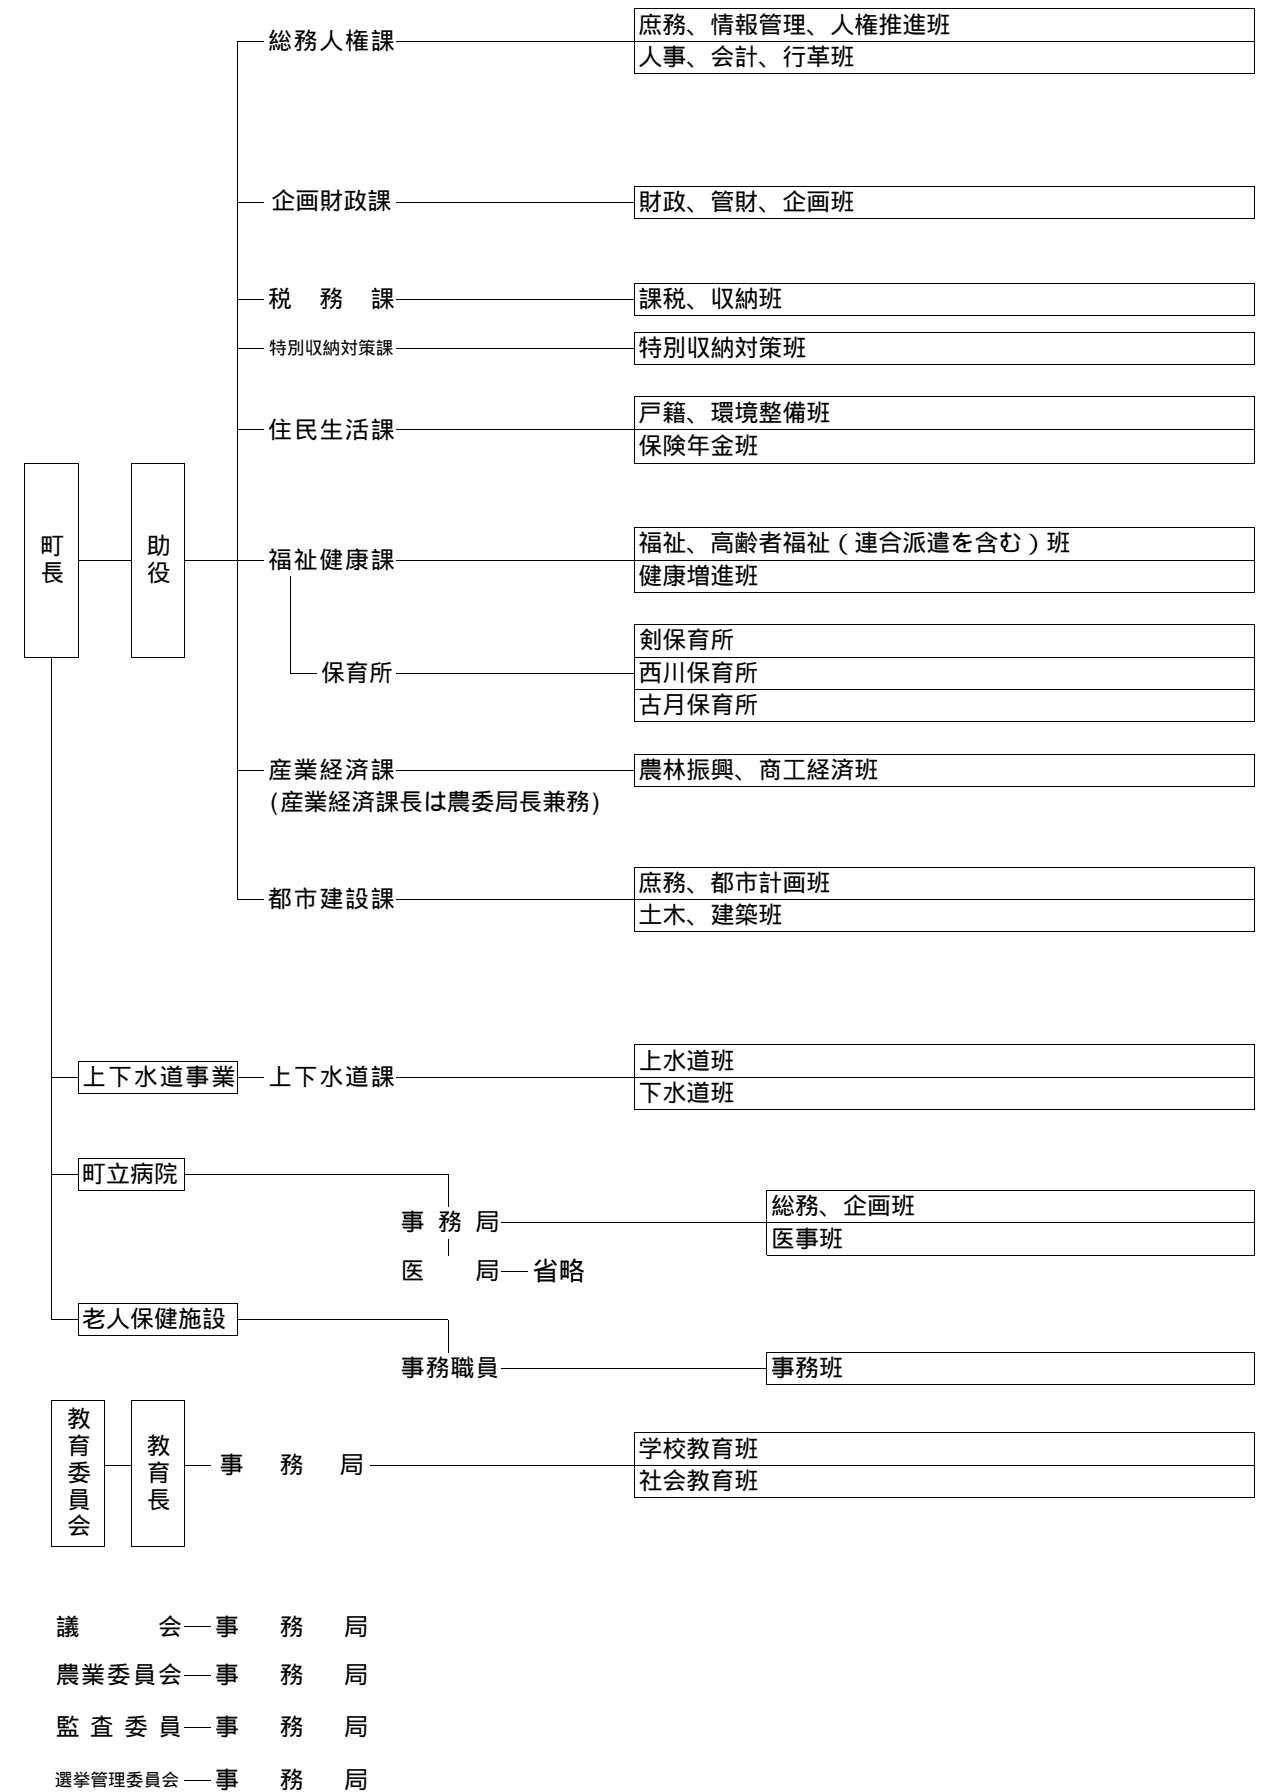 総務人権課
庶務、情報管理、人権推進班
人事、会計、行革班
企画財政課
財政、管財、企画班
税務課
課税、収納班
特別収納対策課
特別収納対策班
住民生活課
戸籍、環境整備班
保険年金班
町長
助役
福祉健康課
福祉、高齢者福祉（連合派遣を含む）班
健康増進班
保育所
剣保育所
西川保育所
古月保育所
産業経済課
(産業経済課長は農委局長兼務)
農林振興、商工経済班
都市建設課
庶務、都市計画班
土木、建築班
上下水道事業
上下水道課
上水道班
下水道班
町立病院
事務局
総務、企画班
医事班
医局
省略
老人保健施設
事務職員
事務班
教育委員会
教育長
事務局
学校教育班
社会教育班
議会
事務局
農業委員会
事務局
監査委員
事務局
選挙管理委員会
事務局